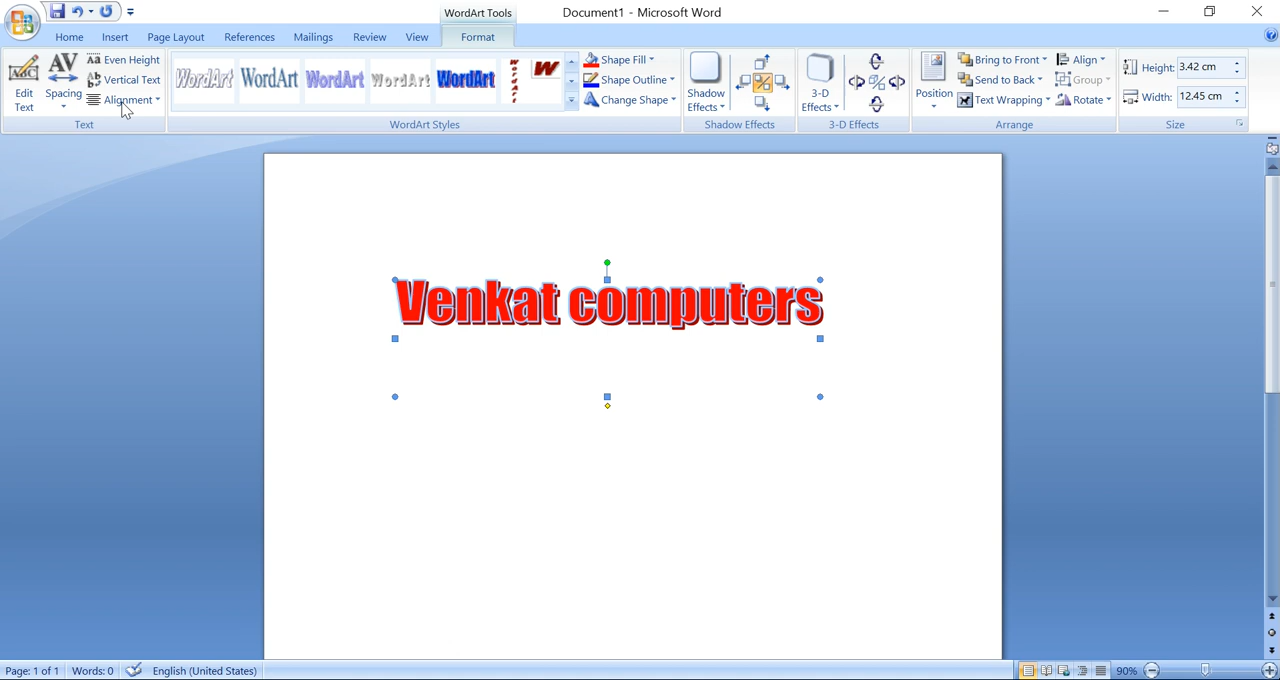 WordArt Tools Document1 - Microsoft Word
Home Insert Page Layout References Mailings Review View Format
ABC Edit Text
AV Spacing
Aa Even Height
Vertical Text
Alignment
Text
WordArt WordArt WordArt WordArt WordArt WordArt W
WordArt Styles
Shape Fill
Shape Outline
Change Shape
Shadow Effects
Shadow Effects
3-D Effects
3-D Effects
Position
Bring to Front
Send to Back
Text Wrapping
Align
Group
Rotate
Arrange
Height: 3.42 cm
Width: 12.45 cm
Size
Venkat computers
Page: 1 of 1 Words: 0 English (United States) 90%